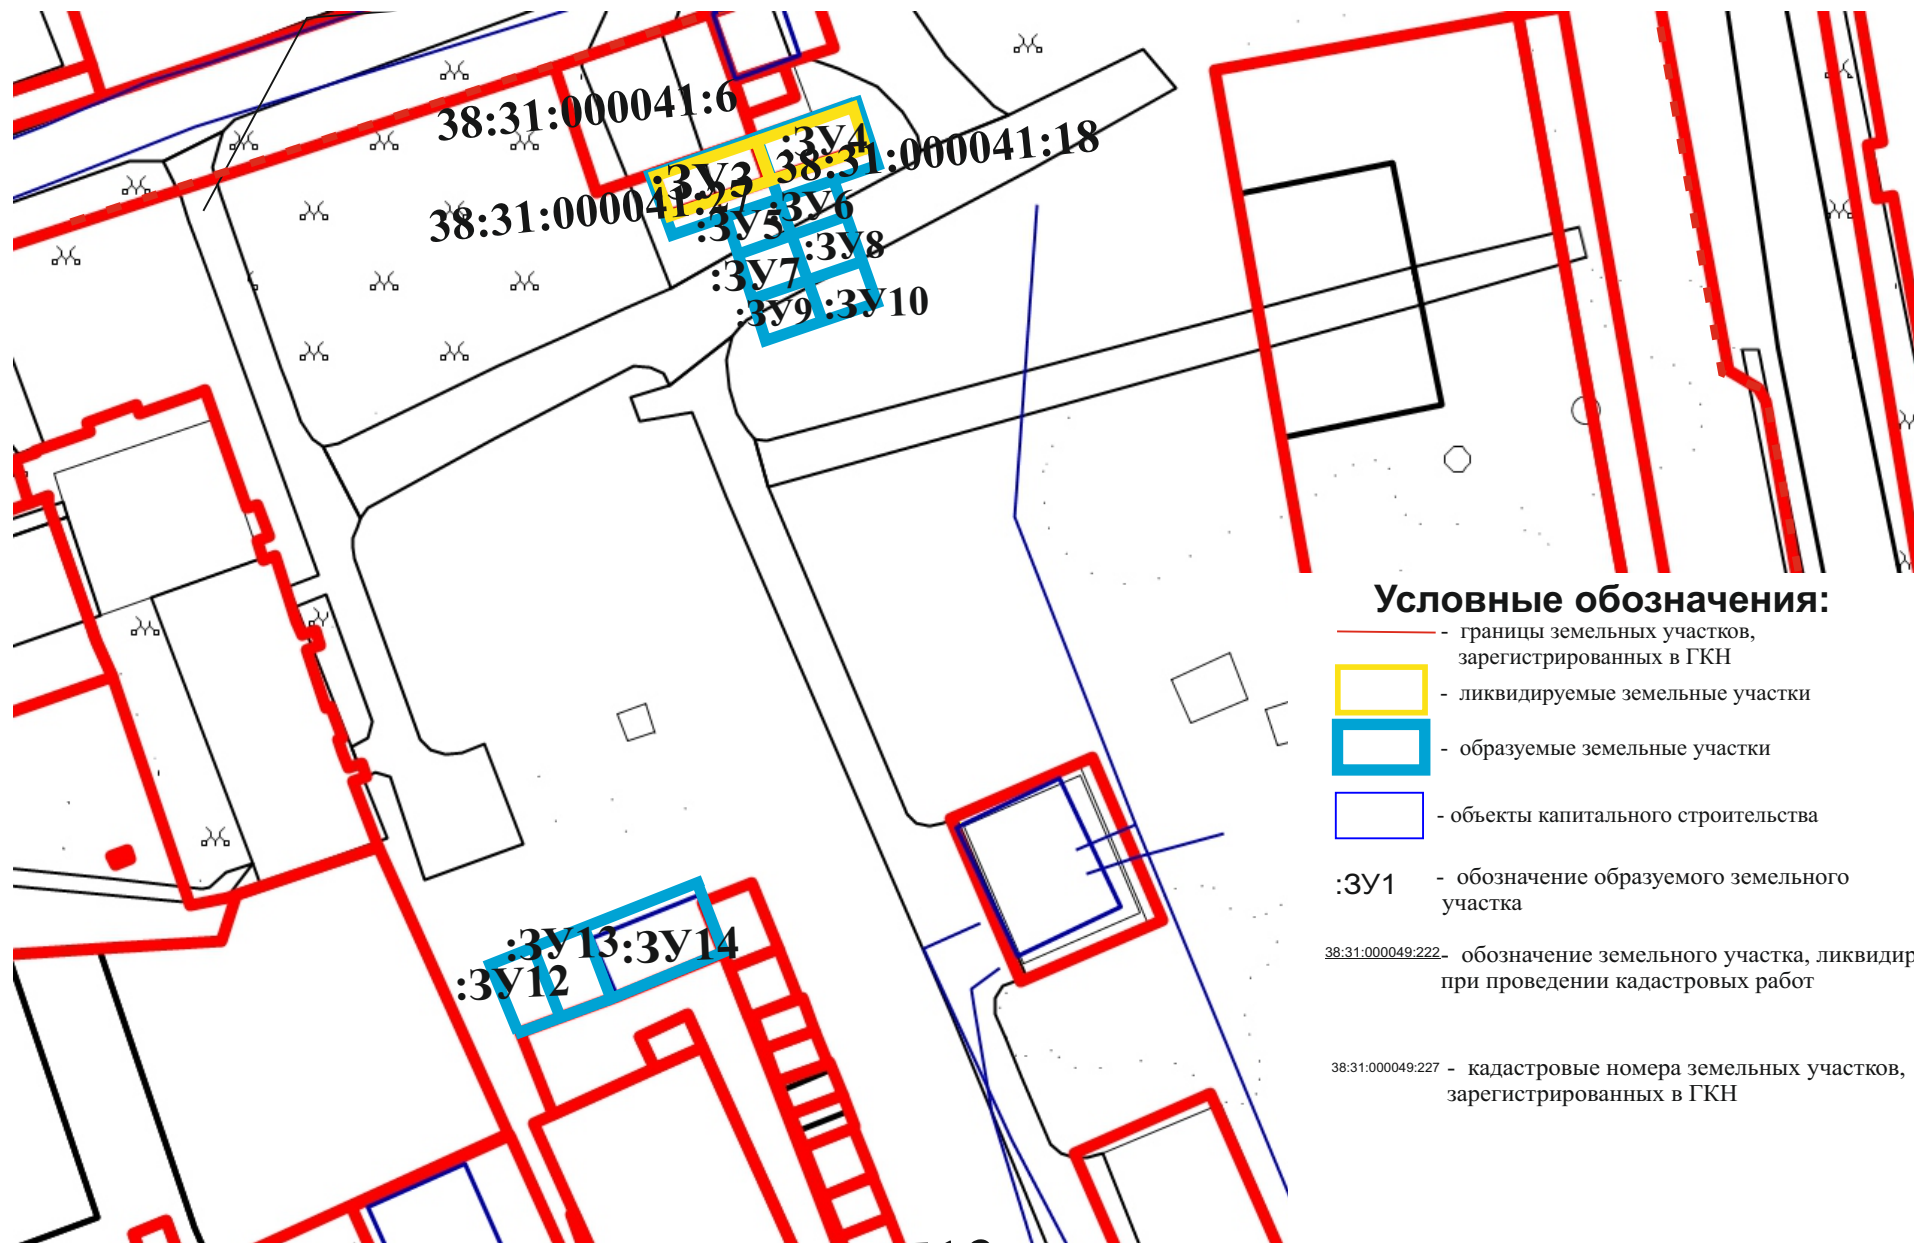 38:31:000041:6
:ЗУ4
38:31:000041:18
:ЗУ3
38:31:000041:27
:ЗУ6
:ЗУ5
:ЗУ8
:ЗУ7
:ЗУ10
:ЗУ9
Условные обозначения:
- границы земельных участков,
зарегистрированных в ГКН
- ликвидируемые земельные участки
- образуемые земельные участки
- объекты капитального строительства
:ЗУ1 - обозначение образуемого земельного
участка
:ЗУ13
:ЗУ14
:ЗУ12
38:31:000049:222 - обозначение земельного участка, ликвидир
при проведении кадастровых работ
38:31:000049:227 - кадастровые номера земельных участков,
зарегистрированных в ГКН